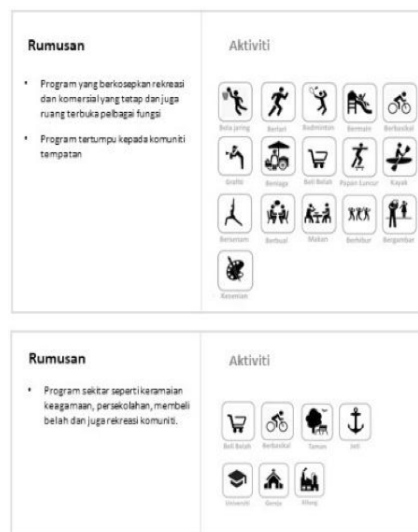 Rumusan
Aktiviti
• Program yang berkosepkan rekreasi
dan komersial yang tetap dan juga
ruang terbuka pelbagai fungsi
• Program tertumpu kepada komuniti
tempatan
Bola jaring Berlari Badminton Bermain Berbasikal
Grafiti Berniaga Beli Belah Papan Luncur Kayak
Bersenam Berbual Makan Berhibur Bergambar
Kesenian
Rumusan
Aktiviti
• Program sekitar seperti keramaian
keagamaan, persekolahan, membeli
belah dan juga rekreasi komuniti.
Beli Belah Berbasikal Taman Jeti
Universiti Gereja Kilang